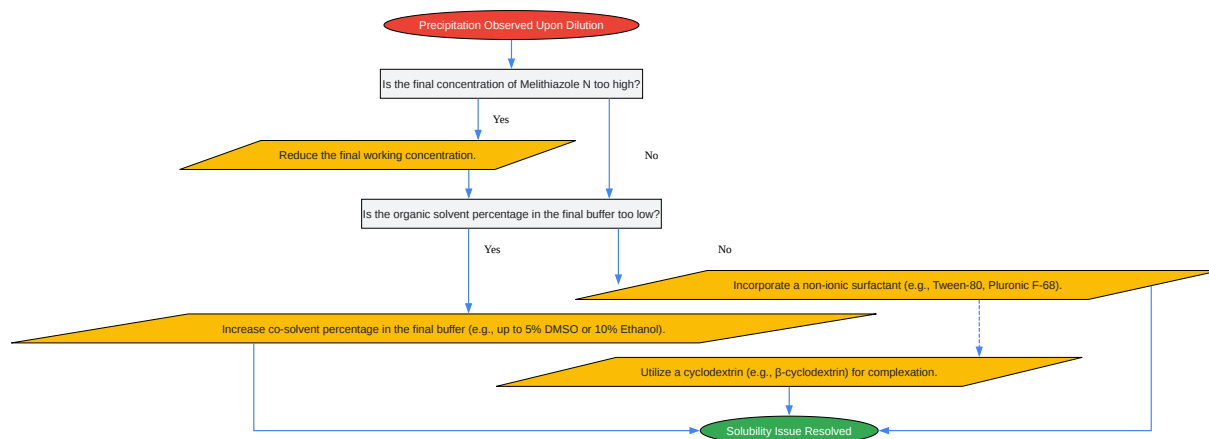 Precipitation Observed Upon Dilution
Is the final concentration of Melithiazole N too high?
Yes
Reduce the final working concentration.
No
Is the organic solvent percentage in the final buffer too low?
Yes
No
Incorporate a non-ionic surfactant (e.g., Tween-80, Pluronic F-68).
Increase co-solvent percentage in the final buffer (e.g., up to 5% DMSO or 10% Ethanol).
Utilize a cyclodextrin (e.g., β-cyclodextrin) for complexation.
Solubility Issue Resolved